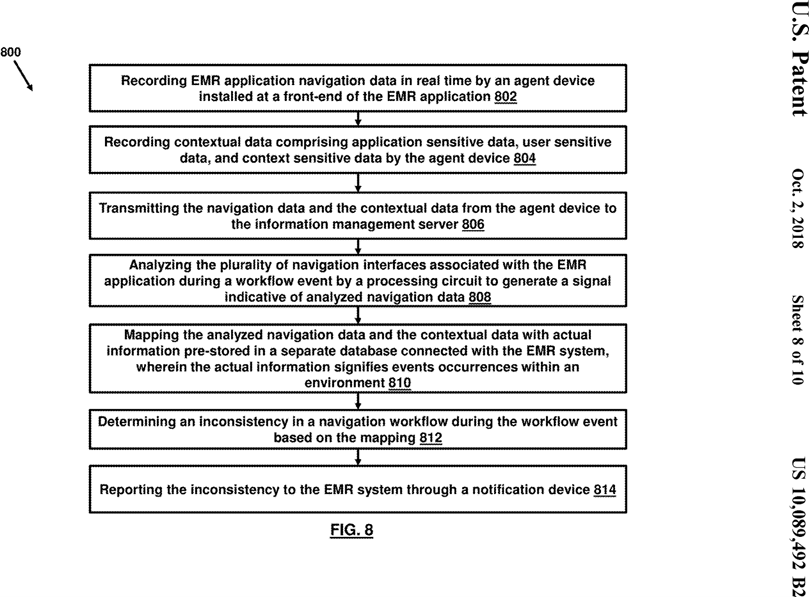 800
Recording EMR application navigation data in real time by an agent device
installed at a front-end of the EMR application 802
Recording contextual data comprising application sensitive data, user sensitive
data, and context sensitive data by the agent device 804
Transmitting the navigation data and the contextual data from the agent device to
the information management server 806
Analyzing the plurality of navigation interfaces associated with the EMR
application during a workflow event by a processing circuit to generate a signal
indicative of analyzed navigation data 808
Mapping the analyzed navigation data and the contextual data with actual
information pre-stored in a separate database connected with the EMR system,
wherein the actual information signifies events occurrences within an
environment 810
Determining an inconsistency in a navigation workflow during the workflow event
based on the mapping 812
Reporting the inconsistency to the EMR system through a notification device 814
FIG. 8
U.S. Patent
Oct. 2, 2018
Sheet 8 of 10
US 10,089,492 B2